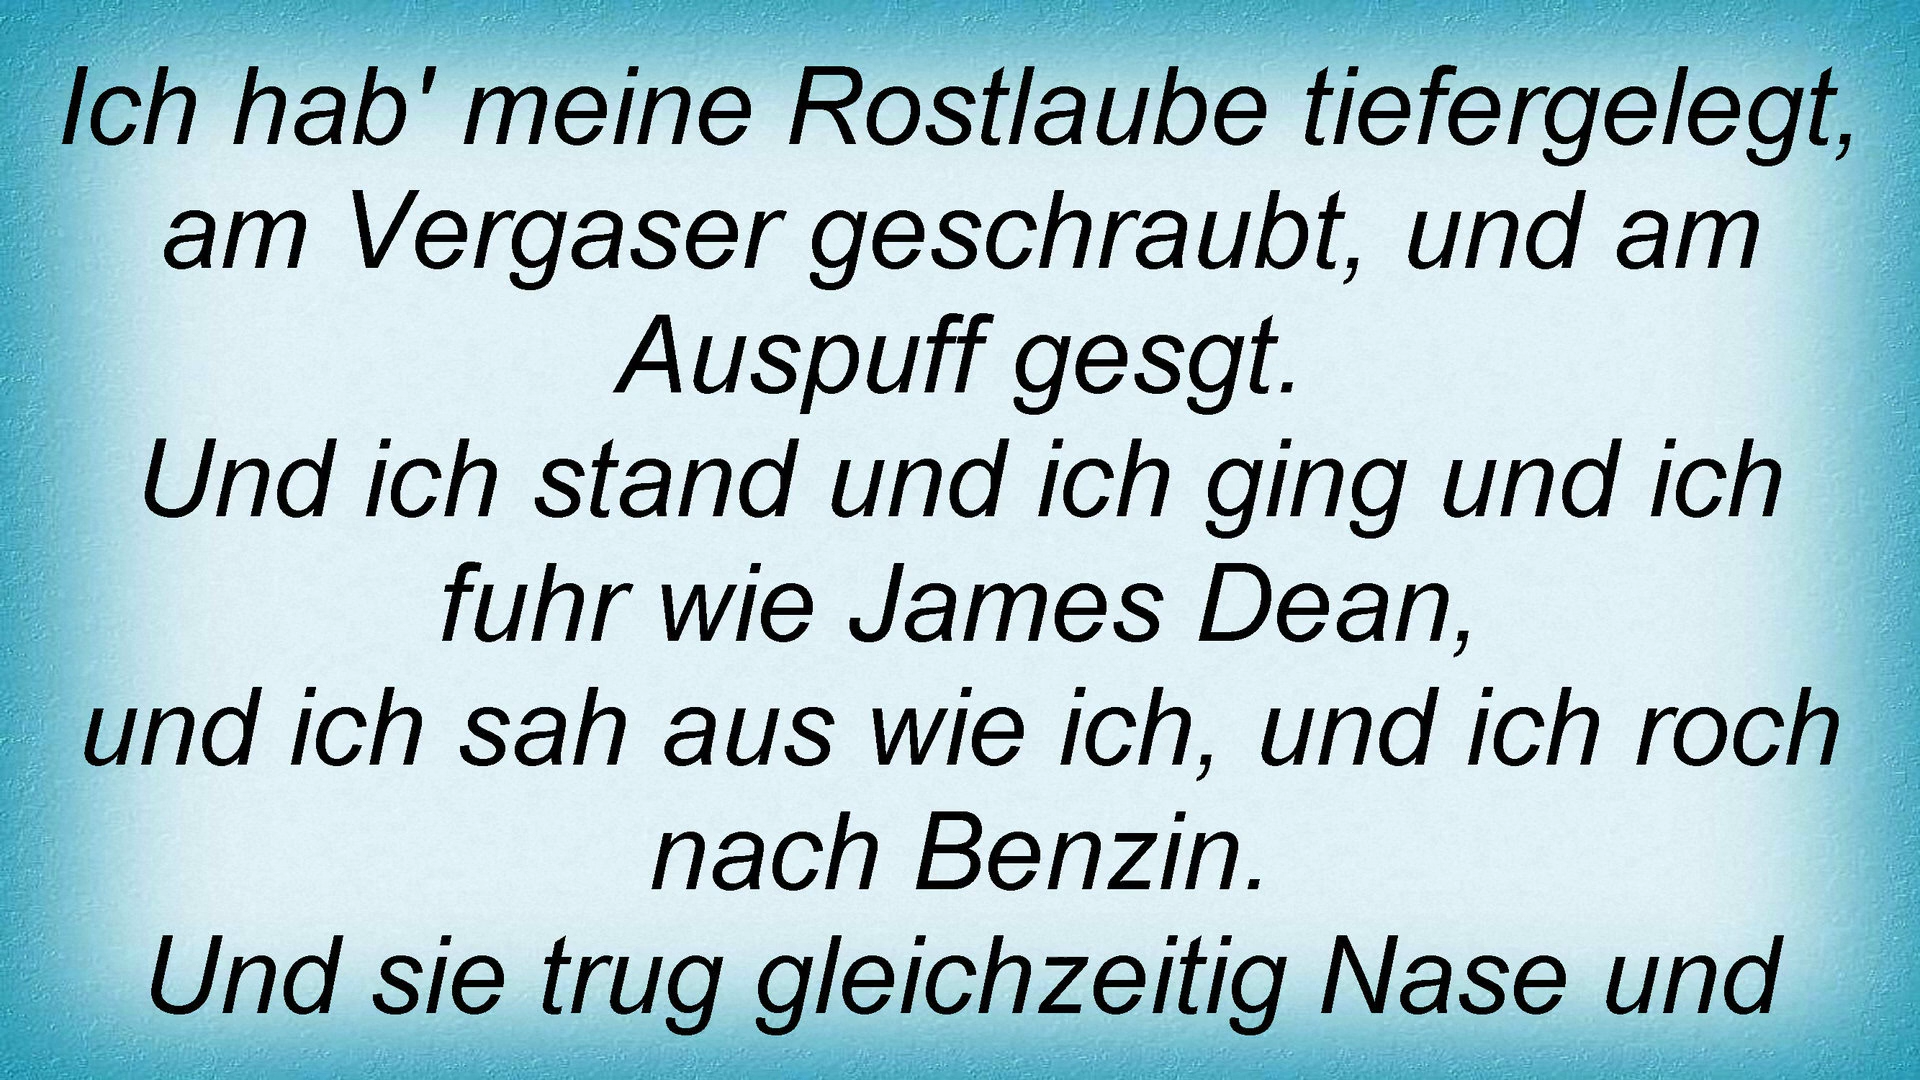 Ich hab' meine Rostlaube tiefergelegt,
am Vergaser geschraubt, und am
Auspuff gesgt.
Und ich stand und ich ging und ich
fuhr wie James Dean,
und ich sah aus wie ich, und ich roch
nach Benzin.
Und sie trug gleichzeitig Nase und